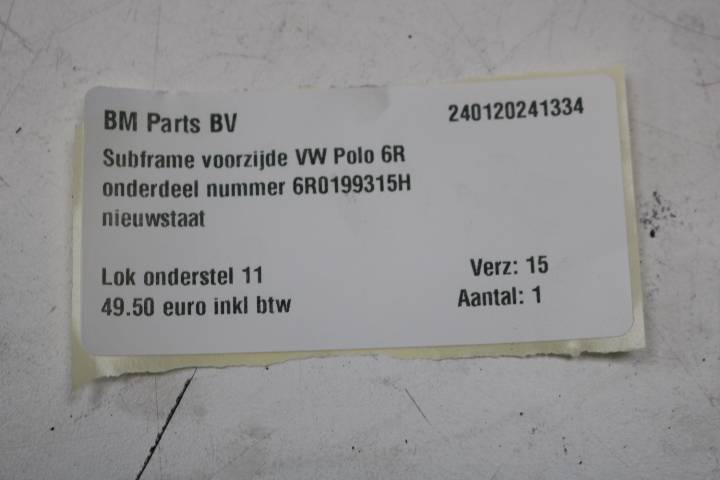 BM Parts BV 240120241334
Subframe voorzijde VW Polo 6R
onderdeel nummer 6R0199315H
nieuwstaat
Lok onderstel 11 Verz: 15
49.50 euro inkl btw Aantal: 1